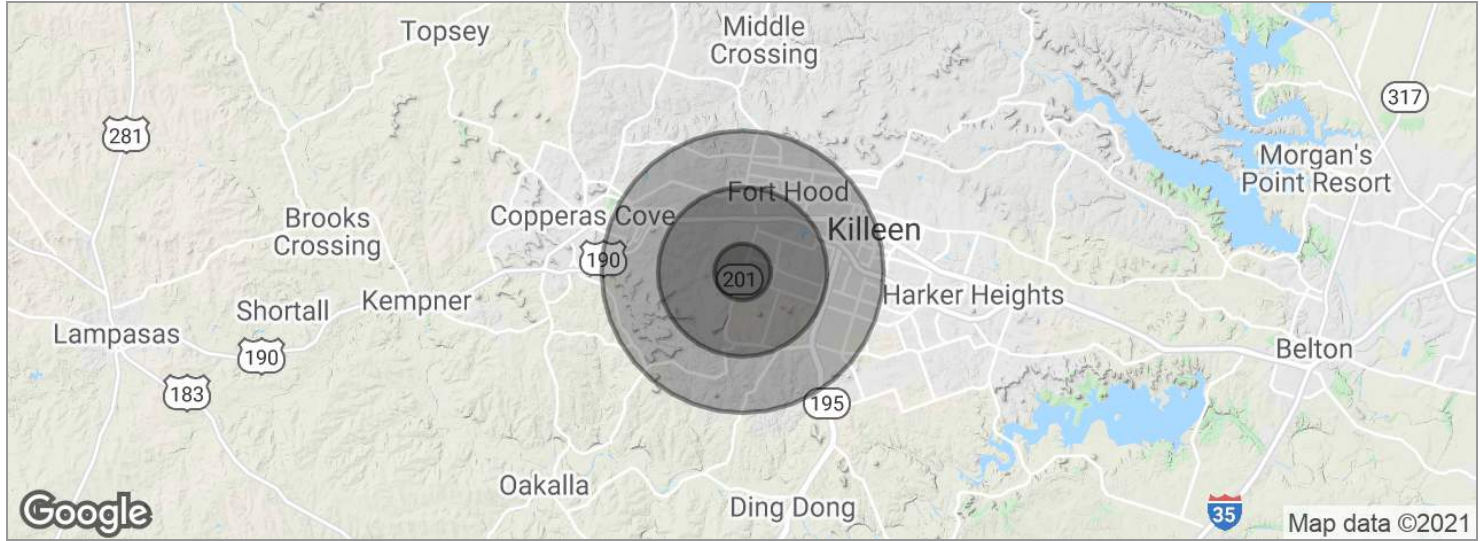 Topsey
Middle
Crossing
281
317
Morgan's
Point Resort
Fort Hood
Copperas Cove
Brooks
Crossing
Killeen
190
201
Kempner
Harker Heights
Shortall
Lampasas
190
Belton
183
195
Oakalla
Ding Dong
35
Google
Map data ©2021